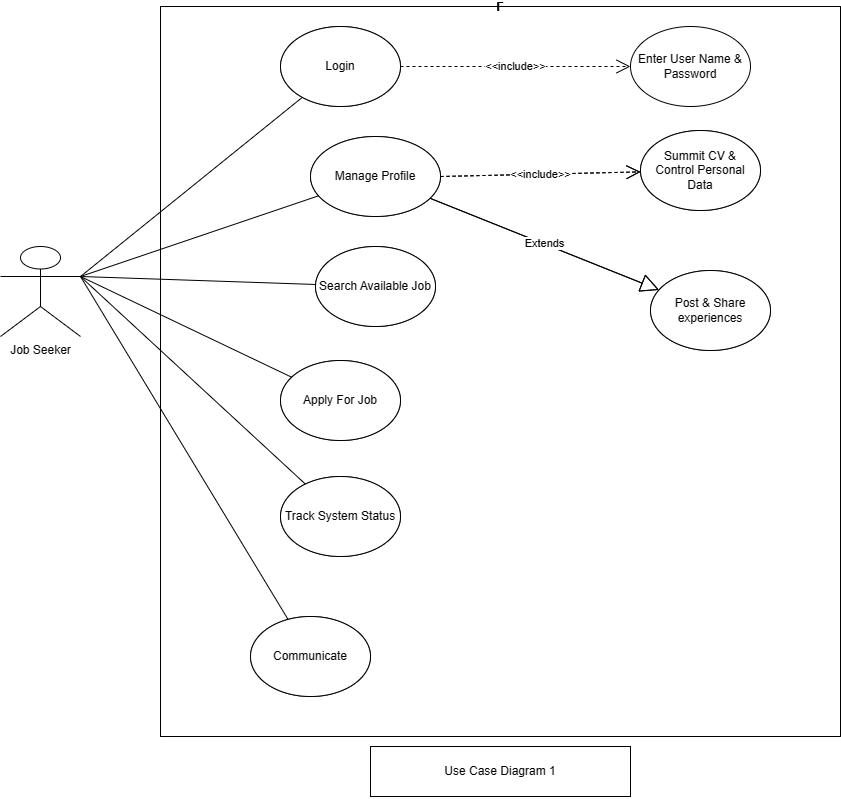 F
Login
<<include>>
Enter User Name &
Password
Manage Profile
<<include>>
Summit CV &
Control Personal
Data
Extends
Search Available Job
Post & Share
experiences
Job Seeker
Apply For Job
Track System Status
Communicate
Use Case Diagram 1